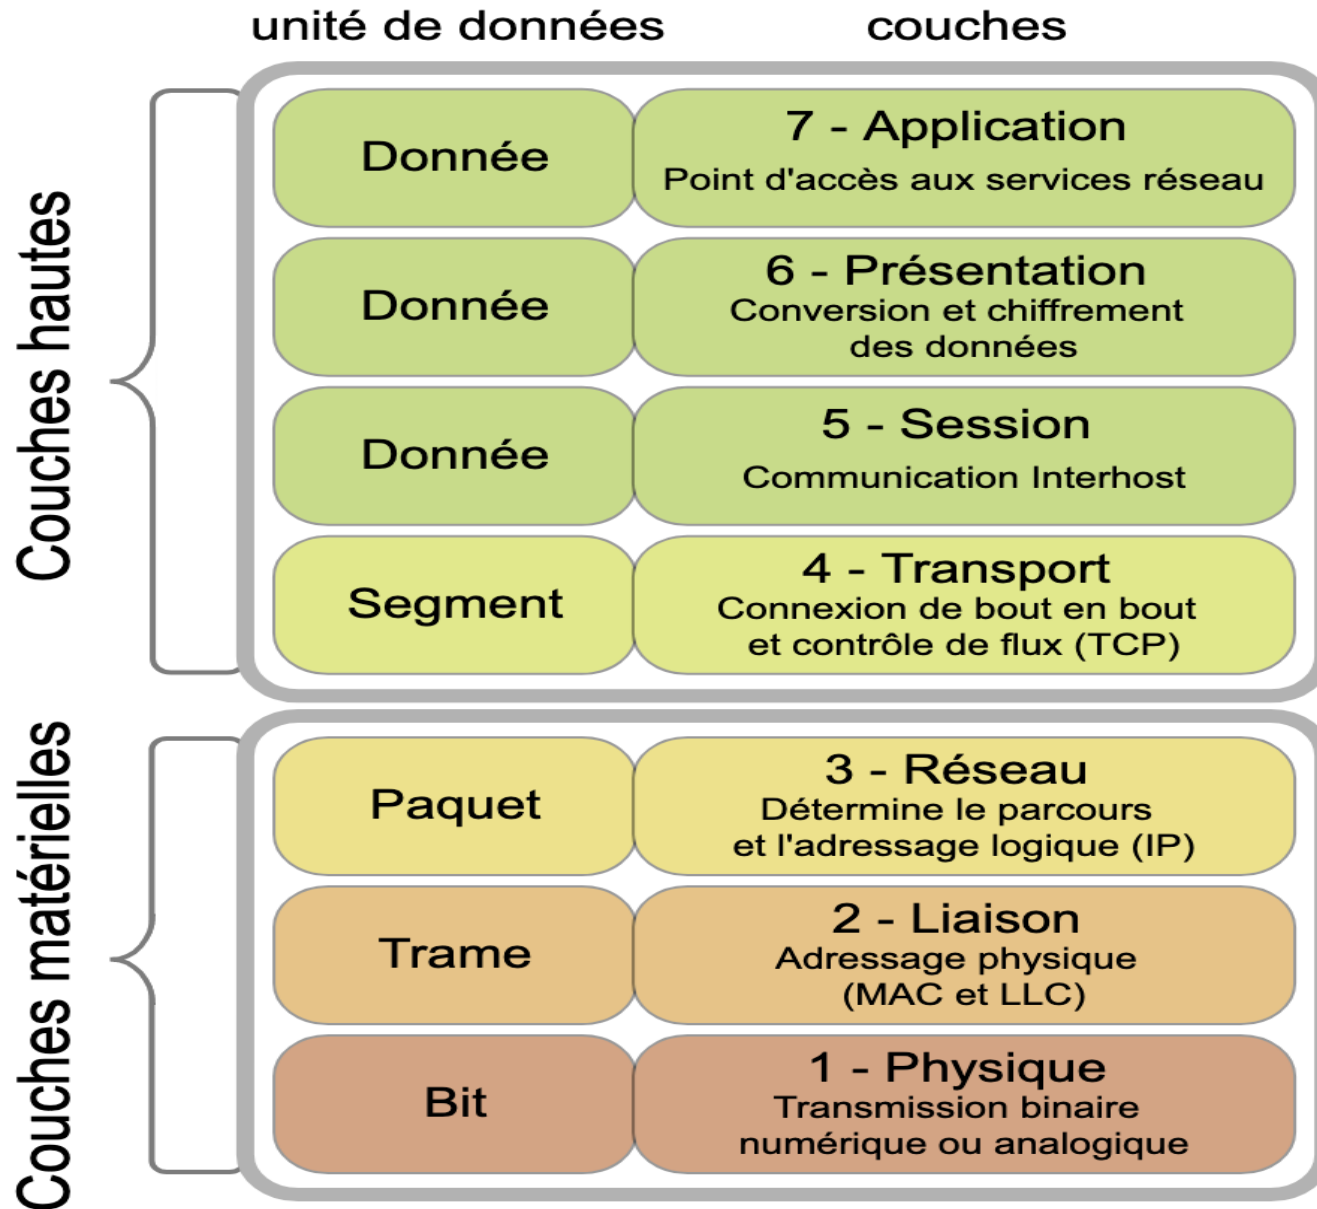 unité de données
couches
Couches hautes
Donnée
7 - Application
Point d'accès aux services réseau
Donnée
6 - Présentation
Conversion et chiffrement
des données
Donnée
5 - Session
Communication Interhost
Segment
4 - Transport
Connexion de bout en bout
et contrôle de flux (TCP)
Couches matérielles
Paquet
3 - Réseau
Détermine le parcours
et l'adressage logique (IP)
Trame
2 - Liaison
Adressage physique
(MAC et LLC)
Bit
1 - Physique
Transmission binaire
numérique ou analogique